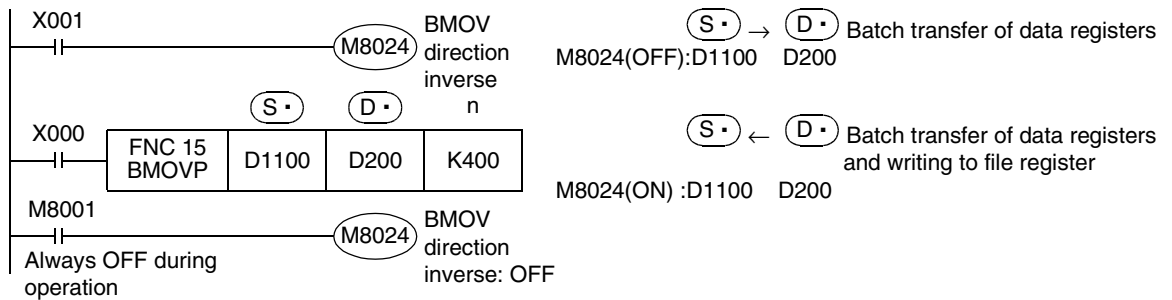 X001
M8024
BMOV
direction
inverse
S· D· n
X000
FNC 15
BMOVP
D1100
D200
K400
M8001
M8024
BMOV
direction
inverse: OFF
Always OFF during
operation
S· → D· Batch transfer of data registers
M8024(OFF):D1100 D200
S· ← D· Batch transfer of data registers
and writing to file register
M8024(ON) :D1100 D200